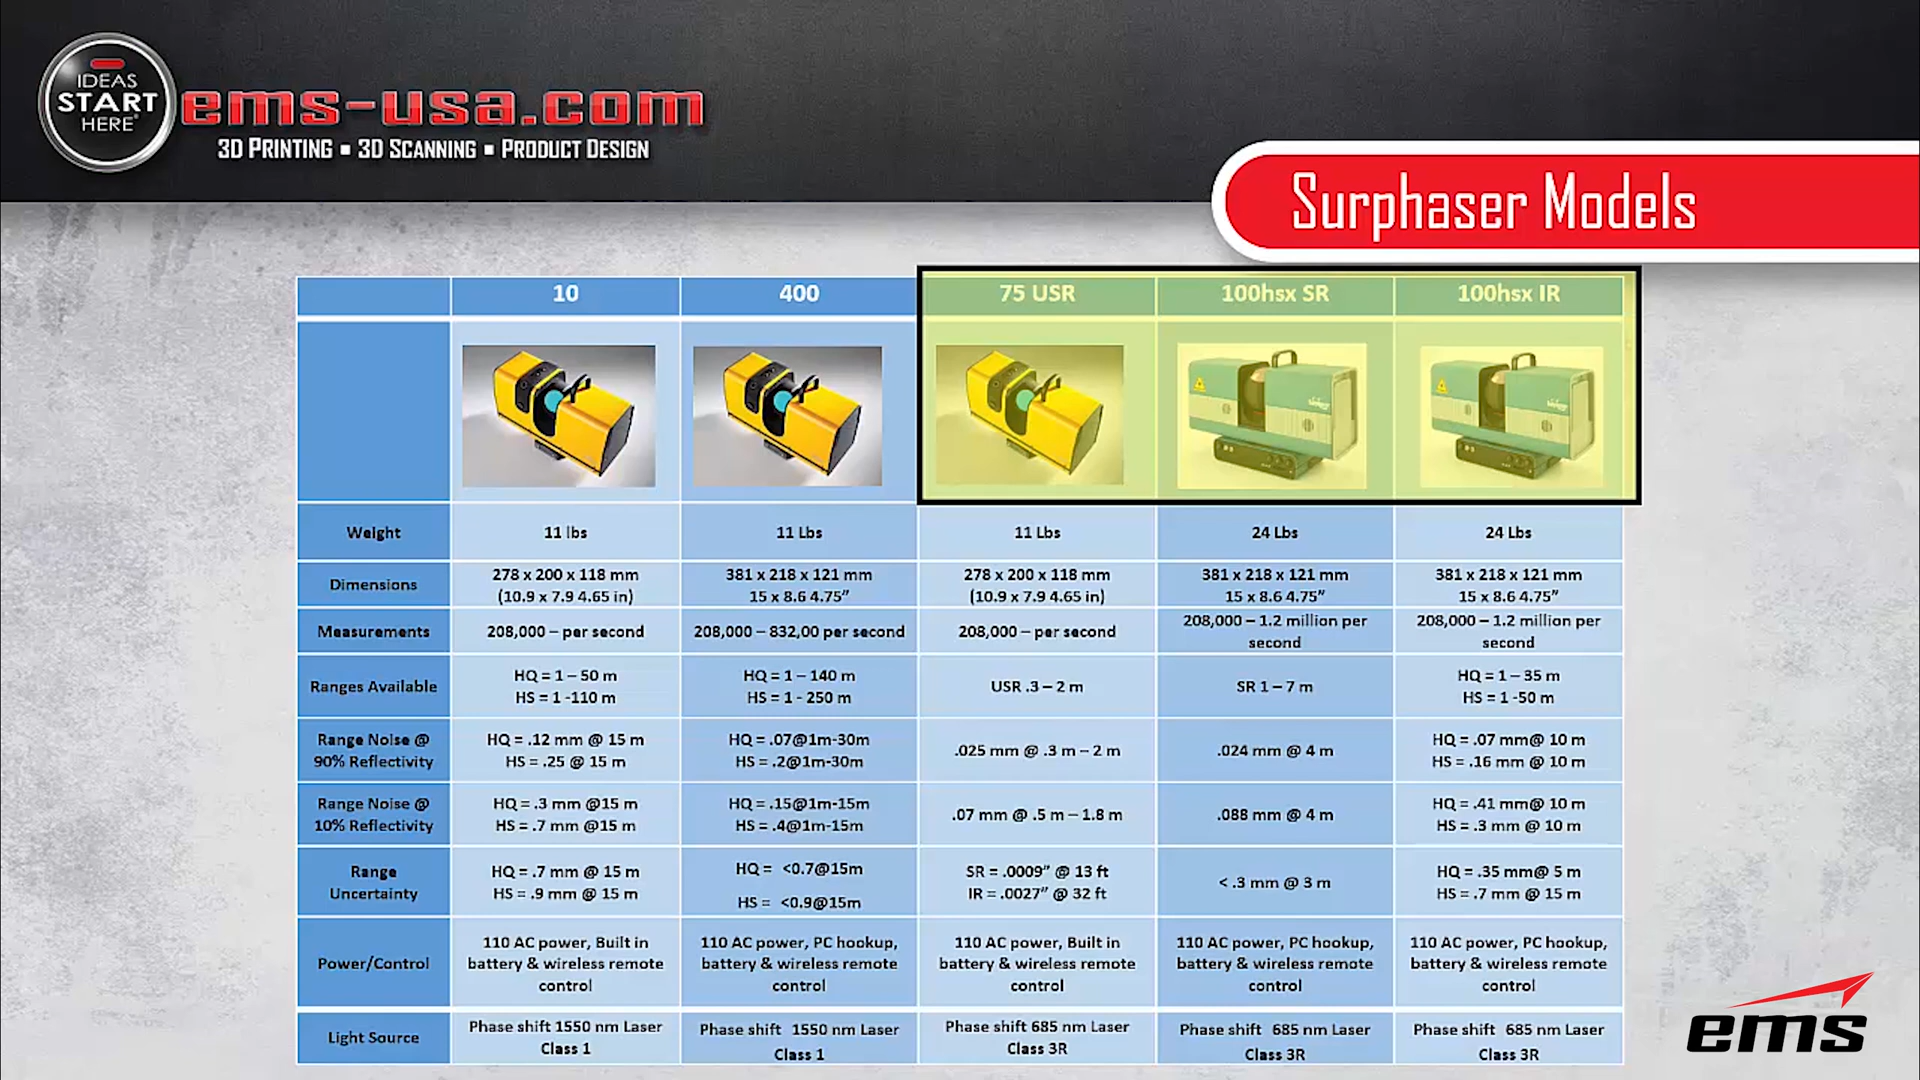 IDEAS
START
HERE
ems-usa.com
3D PRINTING ▪ 3D SCANNING ▪ PRODUCT DESIGN
Surphaser Models
10 400 75 USR 100hsx SR 100hsx IR
Weight 11 lbs 11 Lbs 11 Lbs 24 Lbs 24 Lbs
Dimensions
278 x 200 x 118 mm
(10.9 x 7.9 4.65 in)
381 x 218 x 121 mm
15 x 8.6 4.75”
278 x 200 x 118 mm
(10.9 x 7.9 4.65 in)
381 x 218 x 121 mm
15 x 8.6 4.75”
381 x 218 x 121 mm
15 x 8.6 4.75”
Measurements
208,000 – per second
208,000 – 832,00 per second
208,000 – per second
208,000 – 1.2 million per
second
208,000 – 1.2 million per
second
Ranges Available
HQ = 1 – 50 m
HS = 1 -110 m
HQ = 1 – 140 m
HS = 1 - 250 m
USR .3 – 2 m
SR 1 – 7 m
HQ = 1 – 35 m
HS = 1 -50 m
Range Noise @
90% Reflectivity
HQ = .12 mm @ 15 m
HS = .25 @ 15 m
HQ = .07@1m-30m
HS = .2@1m-30m
.025 mm @ .3 m – 2 m
.024 mm @ 4 m
HQ = .07 mm@ 10 m
HS = .16 mm @ 10 m
Range Noise @
10% Reflectivity
HQ = .3 mm @15 m
HS = .7 mm @15 m
HQ = .15@1m-15m
HS = .4@1m-15m
.07 mm @ .5 m – 1.8 m
.088 mm @ 4 m
HQ = .41 mm@ 10 m
HS = .3 mm @ 10 m
Range
Uncertainty
HQ = .7 mm @ 15 m
HS = .9 mm @ 15 m
HQ = <0.7@15m
HS = <0.9@15m
SR = .0009” @ 13 ft
IR = .0027” @ 32 ft
< .3 mm @ 3 m
HQ = .35 mm@ 5 m
HS = .7 mm @ 15 m
Power/Control
110 AC power, Built in
battery & wireless remote
control
110 AC power, PC hookup,
battery & wireless remote
control
110 AC power, Built in
battery & wireless remote
control
110 AC power, PC hookup,
battery & wireless remote
control
110 AC power, PC hookup,
battery & wireless remote
control
Light Source
Phase shift 1550 nm Laser
Class 1
Phase shift 1550 nm Laser
Class 1
Phase shift 685 nm Laser
Class 3R
Phase shift 685 nm Laser
Class 3R
Phase shift 685 nm Laser
Class 3R
ems